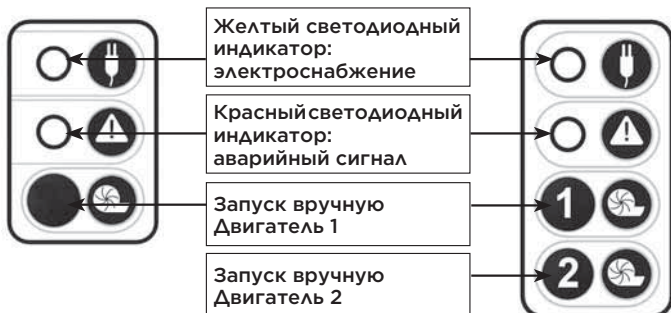 Желтый светодиодный
индикатор:
электроснабжение
Красный светодиодный
индикатор:
аварийный сигнал
Запуск вручную
Двигатель 1
Запуск вручную
Двигатель 2
1
2